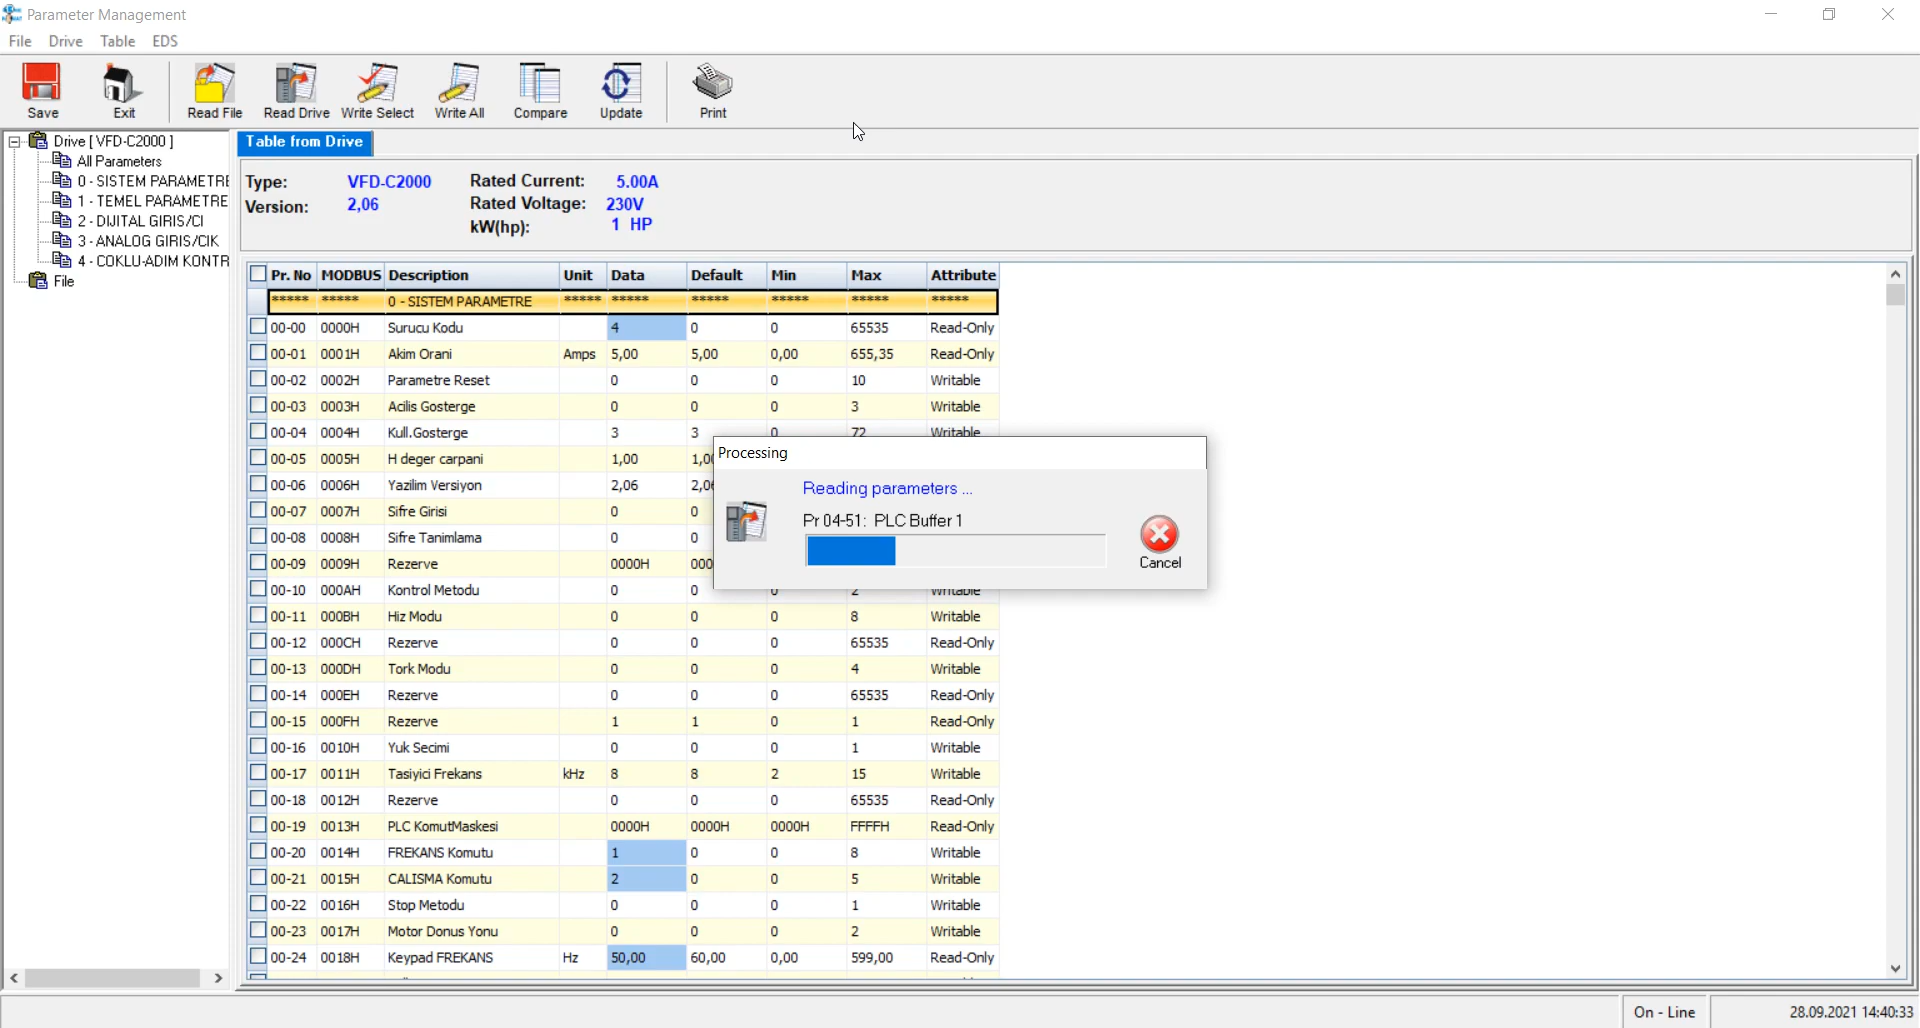 Parameter Management
File Drive Table EDS
Save Exit Read File Read Drive Write Select Write All Compare Update Print
Drive [ VFD-C2000 ]
All Parameters
0 - SISTEM PARAMETRE
1 - TEMEL PARAMETRE
2 - DIJITAL GIRIS/CI
3 - ANALOG GIRIS/CIK
4 - COKLU-ADIM KONTR
File
Table from Drive
Type: VFD-C2000 Rated Current: 5.00A
Version: 2,06 Rated Voltage: 230V
kW(hp): 1 HP
Pr. No MODBUS Description Unit Data Default Min Max Attribute
***** ***** 0 - SISTEM PARAMETRE ***** ***** ***** ***** ***** *****
00-00 0000H Surucu Kodu 4 0 0 65535 Read-Only
00-01 0001H Akim Orani Amps 5,00 5,00 0,00 655,35 Read-Only
00-02 0002H Parametre Reset 0 0 0 10 Writable
00-03 0003H Acilis Gosterge 0 0 0 3 Writable
00-04 0004H Kull.Gosterge 3 3 0 72 Writable
00-05 0005H H deger carpani 1,00 1,00
00-06 0006H Yazilim Versiyon 2,06 2,06
00-07 0007H Sifre Girisi 0 0
00-08 0008H Sifre Tanimlama 0 0
00-09 0009H Rezerve 0000H 000
00-10 000AH Kontrol Metodu 0 0 0 2 Writable
00-11 000BH Hiz Modu 0 0 0 8 Writable
00-12 000CH Rezerve 0 0 0 65535 Read-Only
00-13 000DH Tork Modu 0 0 0 4 Writable
00-14 000EH Rezerve 0 0 0 65535 Read-Only
00-15 000FH Rezerve 1 1 0 1 Read-Only
00-16 0010H Yuk Secimi 0 0 0 1 Writable
00-17 0011H Tasiyici Frekans kHz 8 8 2 15 Writable
00-18 0012H Rezerve 0 0 0 65535 Read-Only
00-19 0013H PLC KomutMaskesi 0000H 0000H 0000H FFFFH Read-Only
00-20 0014H FREKANS Komutu 1 0 0 8 Writable
00-21 0015H CALISMA Komutu 2 0 0 5 Writable
00-22 0016H Stop Metodu 0 0 0 1 Writable
00-23 0017H Motor Donus Yonu 0 0 0 2 Writable
00-24 0018H Keypad FREKANS Hz 50,00 60,00 0,00 599,00 Read-Only
Processing
Reading parameters ...
Pr 04-51: PLC Buffer 1
Cancel
On - Line 28.09.2021 14:40:33